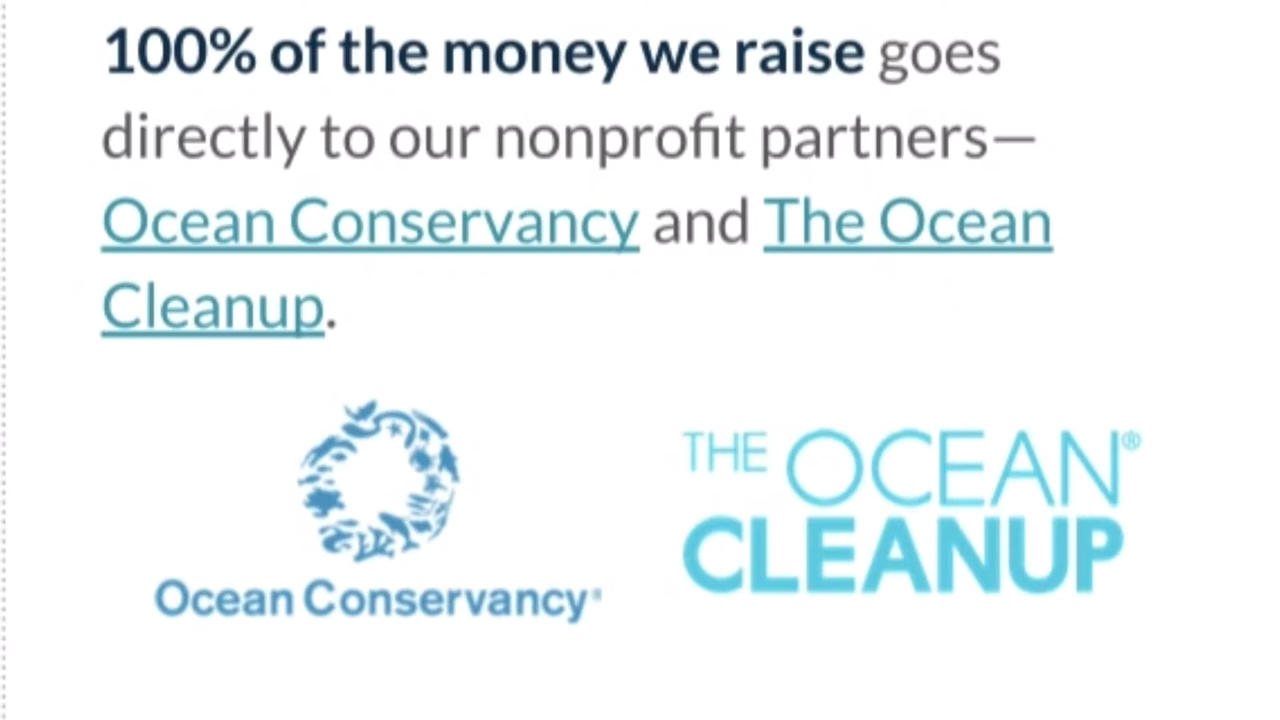 100% of the money we raise goes
directly to our nonprofit partners—
Ocean Conservancy and The Ocean
Cleanup.
Ocean Conservancy
THE OCEAN®
CLEANUP